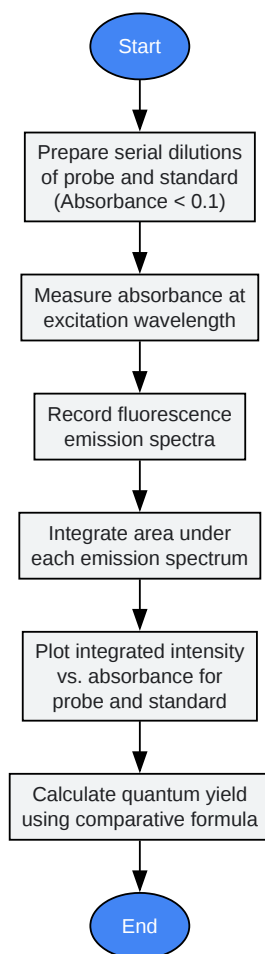 Start
Prepare serial dilutions
of probe and standard
(Absorbance < 0.1)
Measure absorbance at
excitation wavelength
Record fluorescence
emission spectra
Integrate area under
each emission spectrum
Plot integrated intensity
vs. absorbance for
probe and standard
Calculate quantum yield
using comparative formula
End